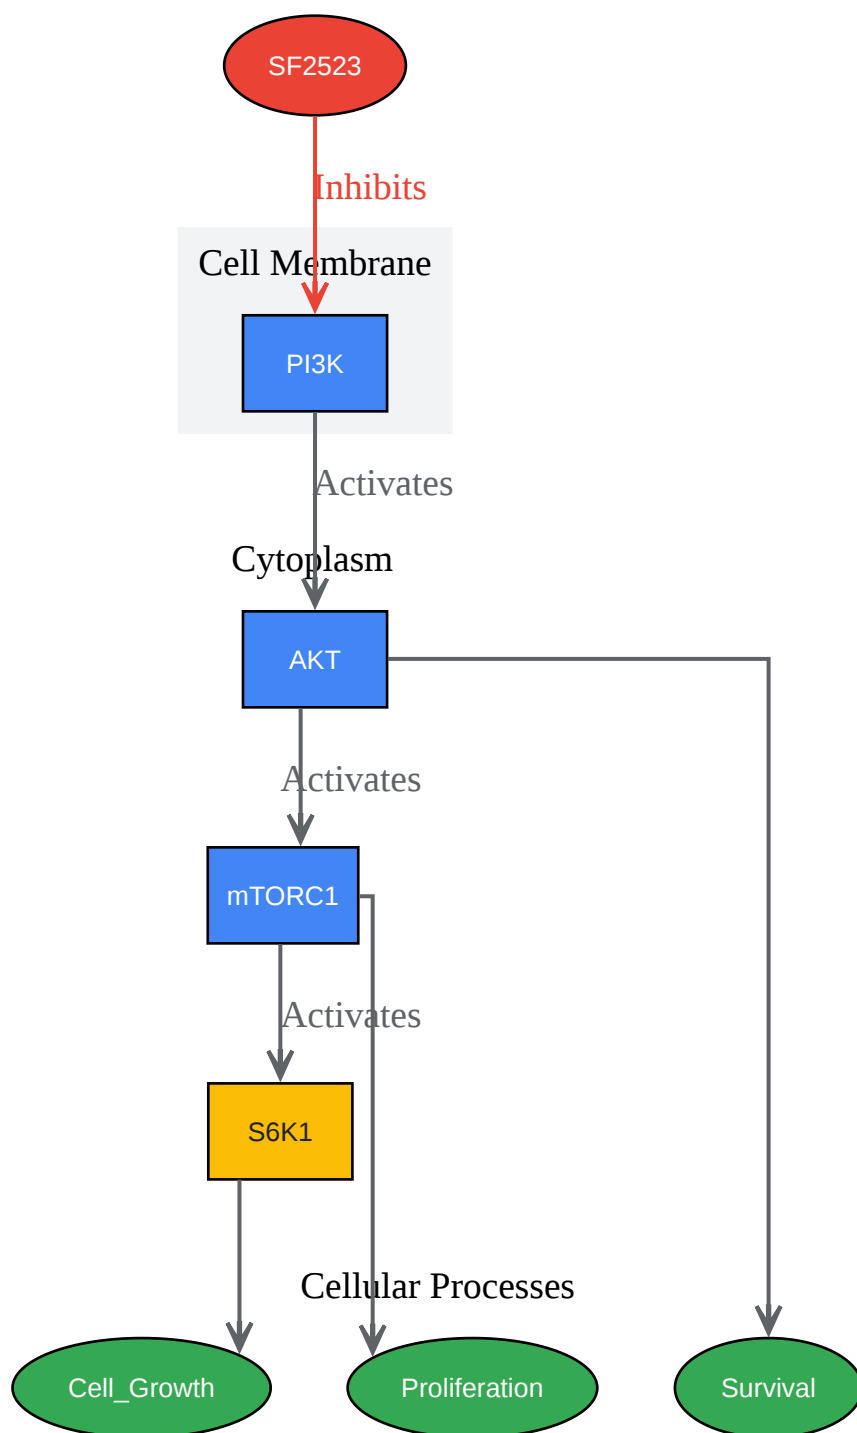 SF2523
Inhibits
Cell Membrane
PI3K
Activates
Cytoplasm
AKT
Activates
mTORC1
Activates
S6K1
Cellular Processes
Cell_Growth
Proliferation
Survival